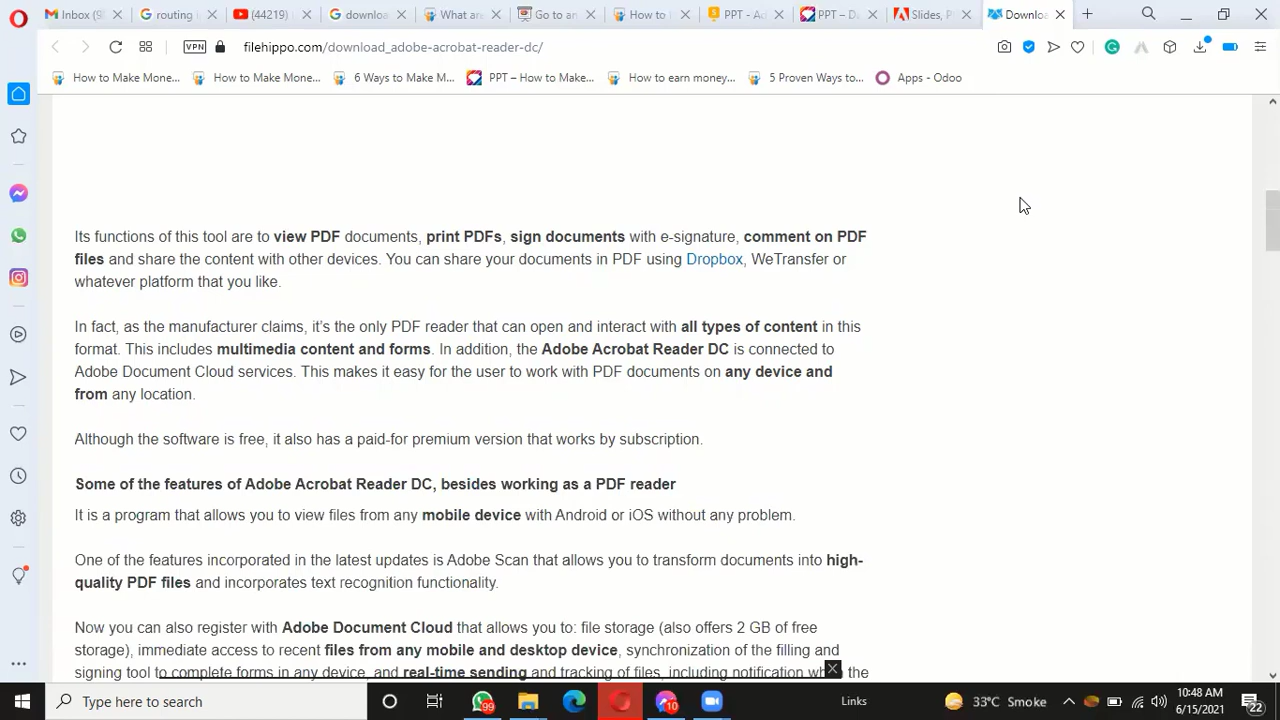 Inbox (9
routing i
(44219)
downloa
What are
Go to an
How to I
PPT - Ad
PPT – Da
Slides, P
Downloa
VPN
filehippo.com/download_adobe-acrobat-reader-dc/
How to Make Mone...
How to Make Mone...
6 Ways to Make M...
PPT – How to Make...
How to earn money...
5 Proven Ways to...
Apps - Odoo
Its functions of this tool are to view PDF documents, print PDFs, sign documents with e-signature, comment on PDF
files and share the content with other devices. You can share your documents in PDF using Dropbox, WeTransfer or
whatever platform that you like.
In fact, as the manufacturer claims, it's the only PDF reader that can open and interact with all types of content in this
format. This includes multimedia content and forms. In addition, the Adobe Acrobat Reader DC is connected to
Adobe Document Cloud services. This makes it easy for the user to work with PDF documents on any device and
from any location.
Although the software is free, it also has a paid-for premium version that works by subscription.
Some of the features of Adobe Acrobat Reader DC, besides working as a PDF reader
It is a program that allows you to view files from any mobile device with Android or iOS without any problem.
One of the features incorporated in the latest updates is Adobe Scan that allows you to transform documents into high-
quality PDF files and incorporates text recognition functionality.
Now you can also register with Adobe Document Cloud that allows you to: file storage (also offers 2 GB of free
storage), immediate access to recent files from any mobile and desktop device, synchronization of the filling and
signing tool to complete forms in any device, and real-time sending and tracking of files, including notification when the
Type here to search
99
10
Links
33°C Smoke
10:48 AM
6/15/2021
22